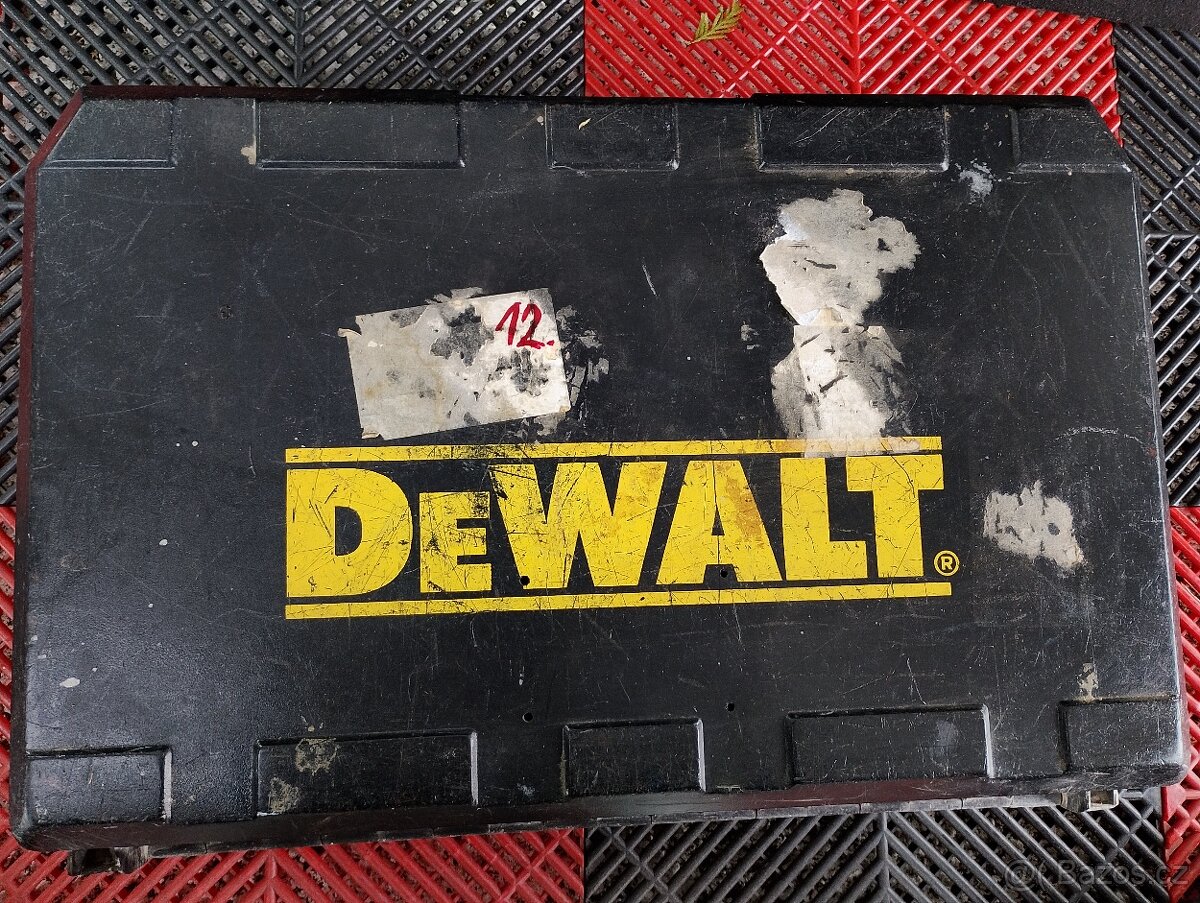 12.
DEWALT®
@ Bazos.cz